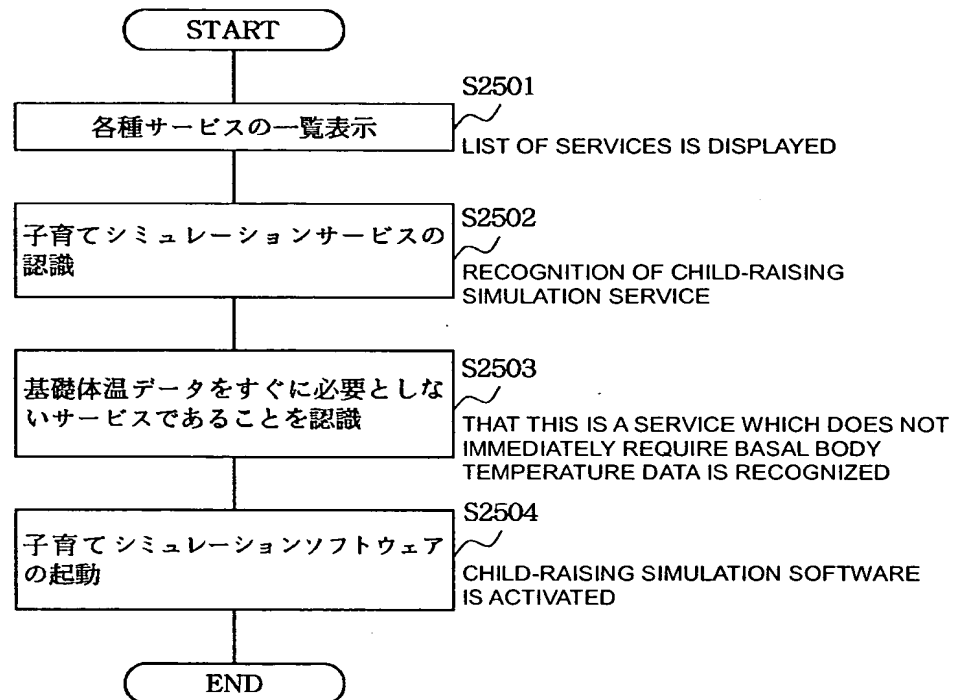 START
S2501
各種サービスの一覧表示
LIST OF SERVICES IS DISPLAYED
S2502
子育てシミュレーションサービスの
認識
RECOGNITION OF CHILD-RAISING
SIMULATION SERVICE
S2503
基礎体温データをすぐに必要としな
いサービスであることを認識
THAT THIS IS A SERVICE WHICH DOES NOT
IMMEDIATELY REQUIRE BASAL BODY
TEMPERATURE DATA IS RECOGNIZED
S2504
子育てシミュレーションソフトウェア
の起動
CHILD-RAISING SIMULATION SOFTWARE
IS ACTIVATED
END